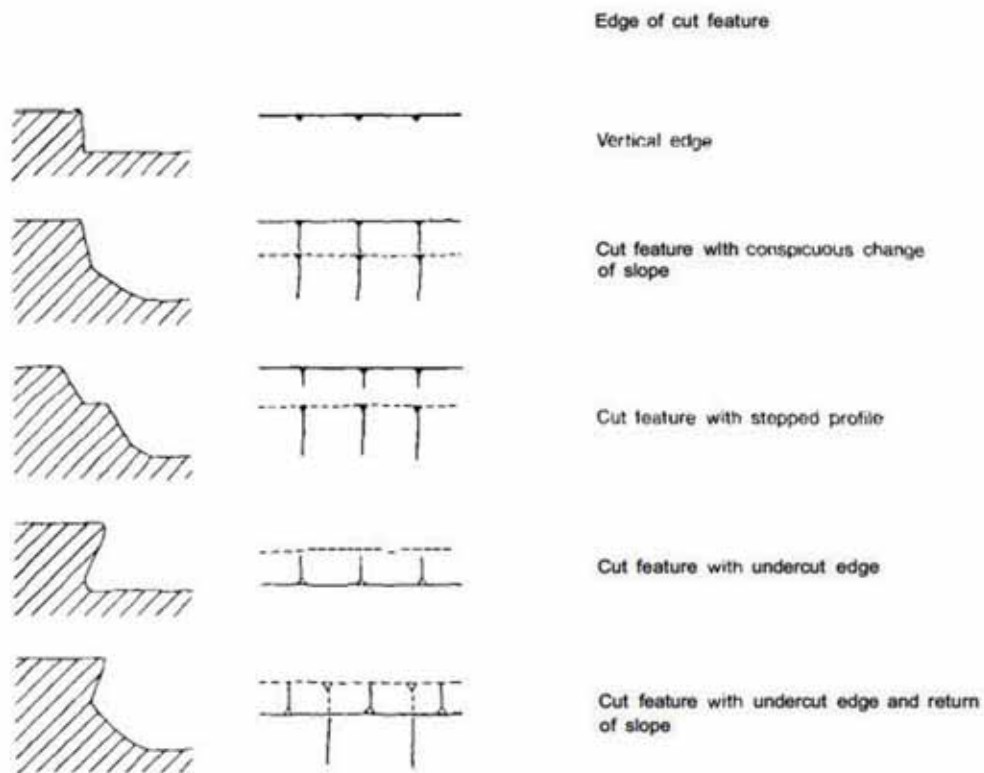 Edge of cut feature
Vertical edge
Cut feature with conspicuous change
of slope
Cut feature with stepped profile
Cut feature with undercut edge
Cut feature with undercut edge and return
of slope